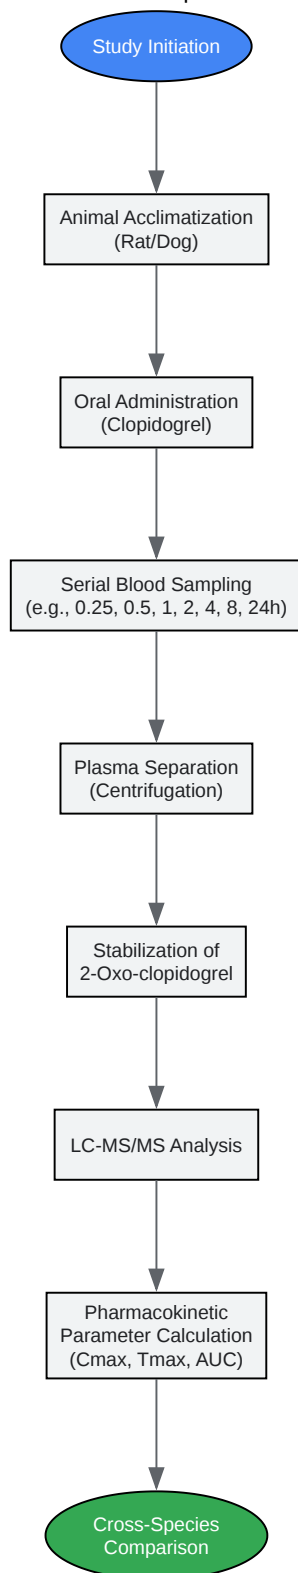 Study Initiation
Animal Acclimatization
(Rat/Dog)
Oral Administration
(Clopidogrel)
Serial Blood Sampling
(e.g., 0.25, 0.5, 1, 2, 4, 8, 24h)
Plasma Separation
(Centrifugation)
Stabilization of
2-Oxo-clopidogrel
LC-MS/MS Analysis
Pharmacokinetic
Parameter Calculation
(Cmax, Tmax, AUC)
Cross-Species
Comparison